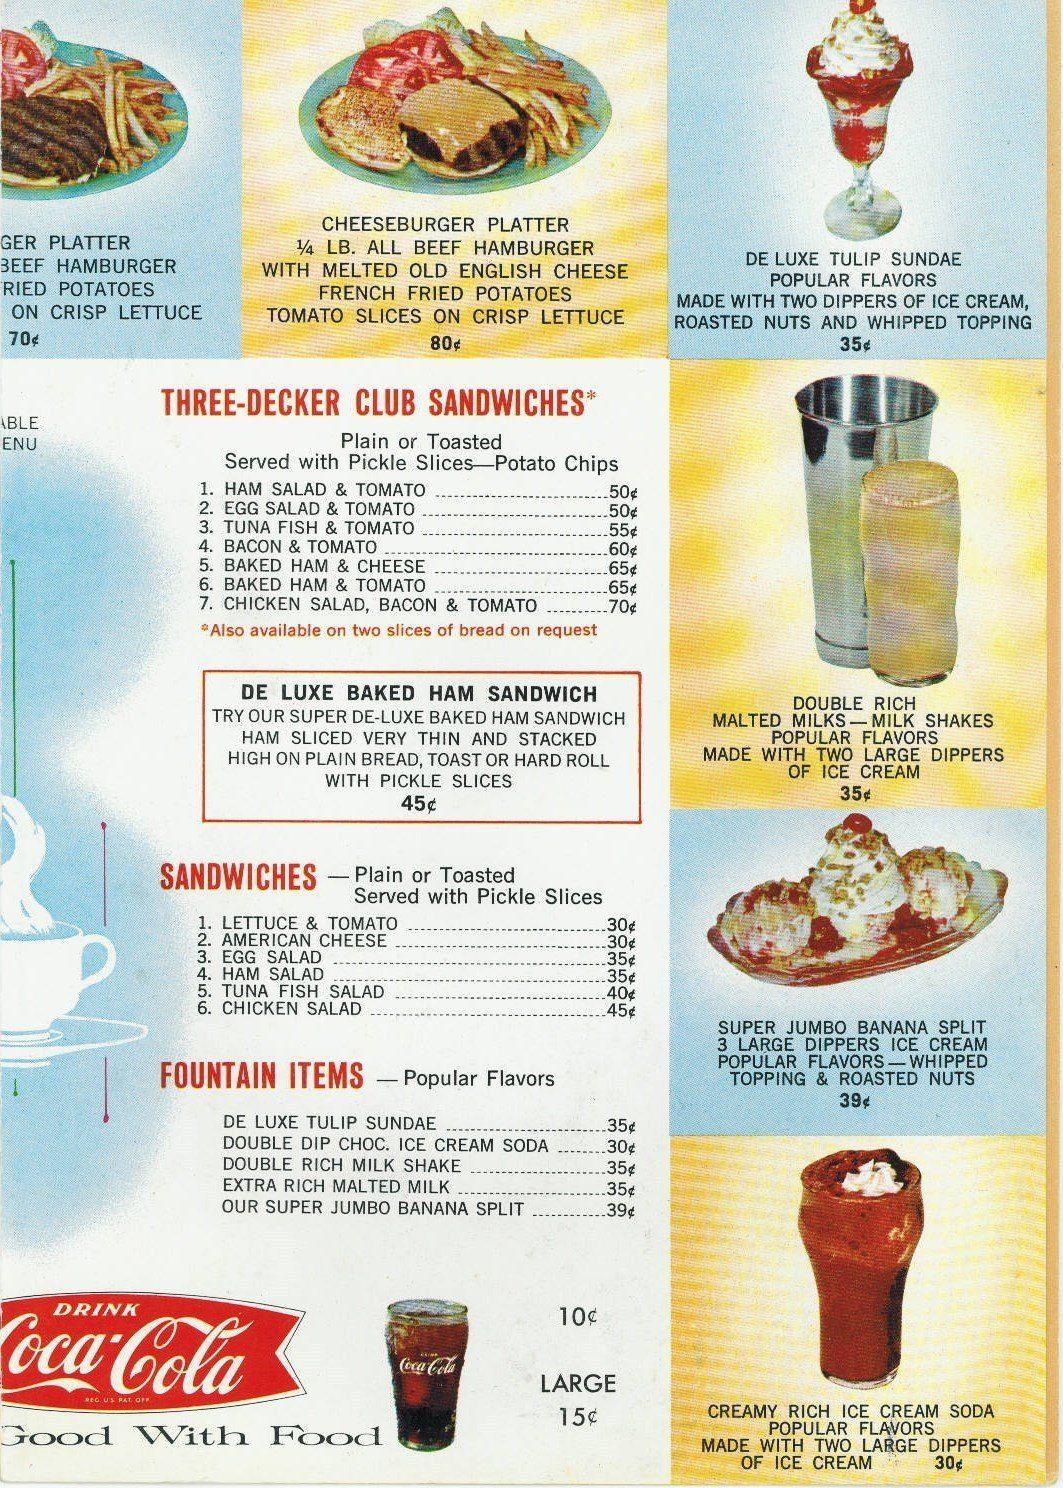 GER PLATTER
BEEF HAMBURGER
RIED POTATOES
ON CRISP LETTUCE
70¢
CHEESEBURGER PLATTER
¼ LB. ALL BEEF HAMBURGER
WITH MELTED OLD ENGLISH CHEESE
FRENCH FRIED POTATOES
TOMATO SLICES ON CRISP LETTUCE
80¢
DE LUXE TULIP SUNDAE
POPULAR FLAVORS
MADE WITH TWO DIPPERS OF ICE CREAM,
ROASTED NUTS AND WHIPPED TOPPING
35¢
ABLE
ENU
THREE-DECKER CLUB SANDWICHES*
Plain or Toasted
Served with Pickle Slices—Potato Chips
1. HAM SALAD & TOMATO 50¢
2. EGG SALAD & TOMATO 50¢
3. TUNA FISH & TOMATO 55¢
4. BACON & TOMATO 60¢
5. BAKED HAM & CHEESE 65¢
6. BAKED HAM & TOMATO 65¢
7. CHICKEN SALAD, BACON & TOMATO 70¢
*Also available on two slices of bread on request
DE LUXE BAKED HAM SANDWICH
TRY OUR SUPER DE-LUXE BAKED HAM SANDWICH
HAM SLICED VERY THIN AND STACKED
HIGH ON PLAIN BREAD, TOAST OR HARD ROLL
WITH PICKLE SLICES
45¢
SANDWICHES — Plain or Toasted
Served with Pickle Slices
1. LETTUCE & TOMATO 30¢
2. AMERICAN CHEESE 30¢
3. EGG SALAD 35¢
4. HAM SALAD 35¢
5. TUNA FISH SALAD 40¢
6. CHICKEN SALAD 45¢
FOUNTAIN ITEMS — Popular Flavors
DE LUXE TULIP SUNDAE 35¢
DOUBLE DIP CHOC. ICE CREAM SODA 30¢
DOUBLE RICH MILK SHAKE 35¢
EXTRA RICH MALTED MILK 35¢
OUR SUPER JUMBO BANANA SPLIT 39¢
DRINK
Coca-Cola
REG. U.S. PAT. OFF.
Good With Food
DRINK
Coca-Cola
10¢
LARGE
15¢
DOUBLE RICH
MALTED MILKS — MILK SHAKES
POPULAR FLAVORS
MADE WITH TWO LARGE DIPPERS
OF ICE CREAM
35¢
SUPER JUMBO BANANA SPLIT
3 LARGE DIPPERS ICE CREAM
POPULAR FLAVORS — WHIPPED
TOPPING & ROASTED NUTS
39¢
CREAMY RICH ICE CREAM SODA
POPULAR FLAVORS
MADE WITH TWO LARGE DIPPERS
OF ICE CREAM 30¢